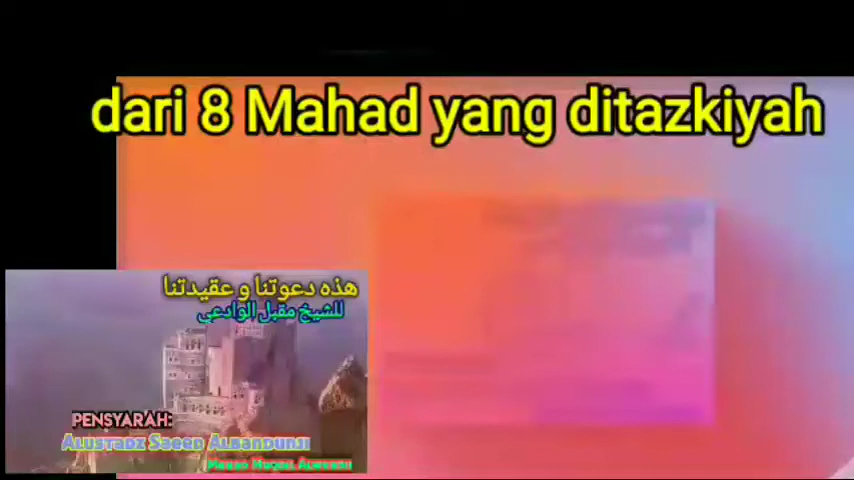 dari 8 Mahad yang ditazkiyah
هذه دعوتنا و عقيدتنا
للشيخ مقبل الوادعي
PENSYARAH:
Alustadz Saeed Albandunji